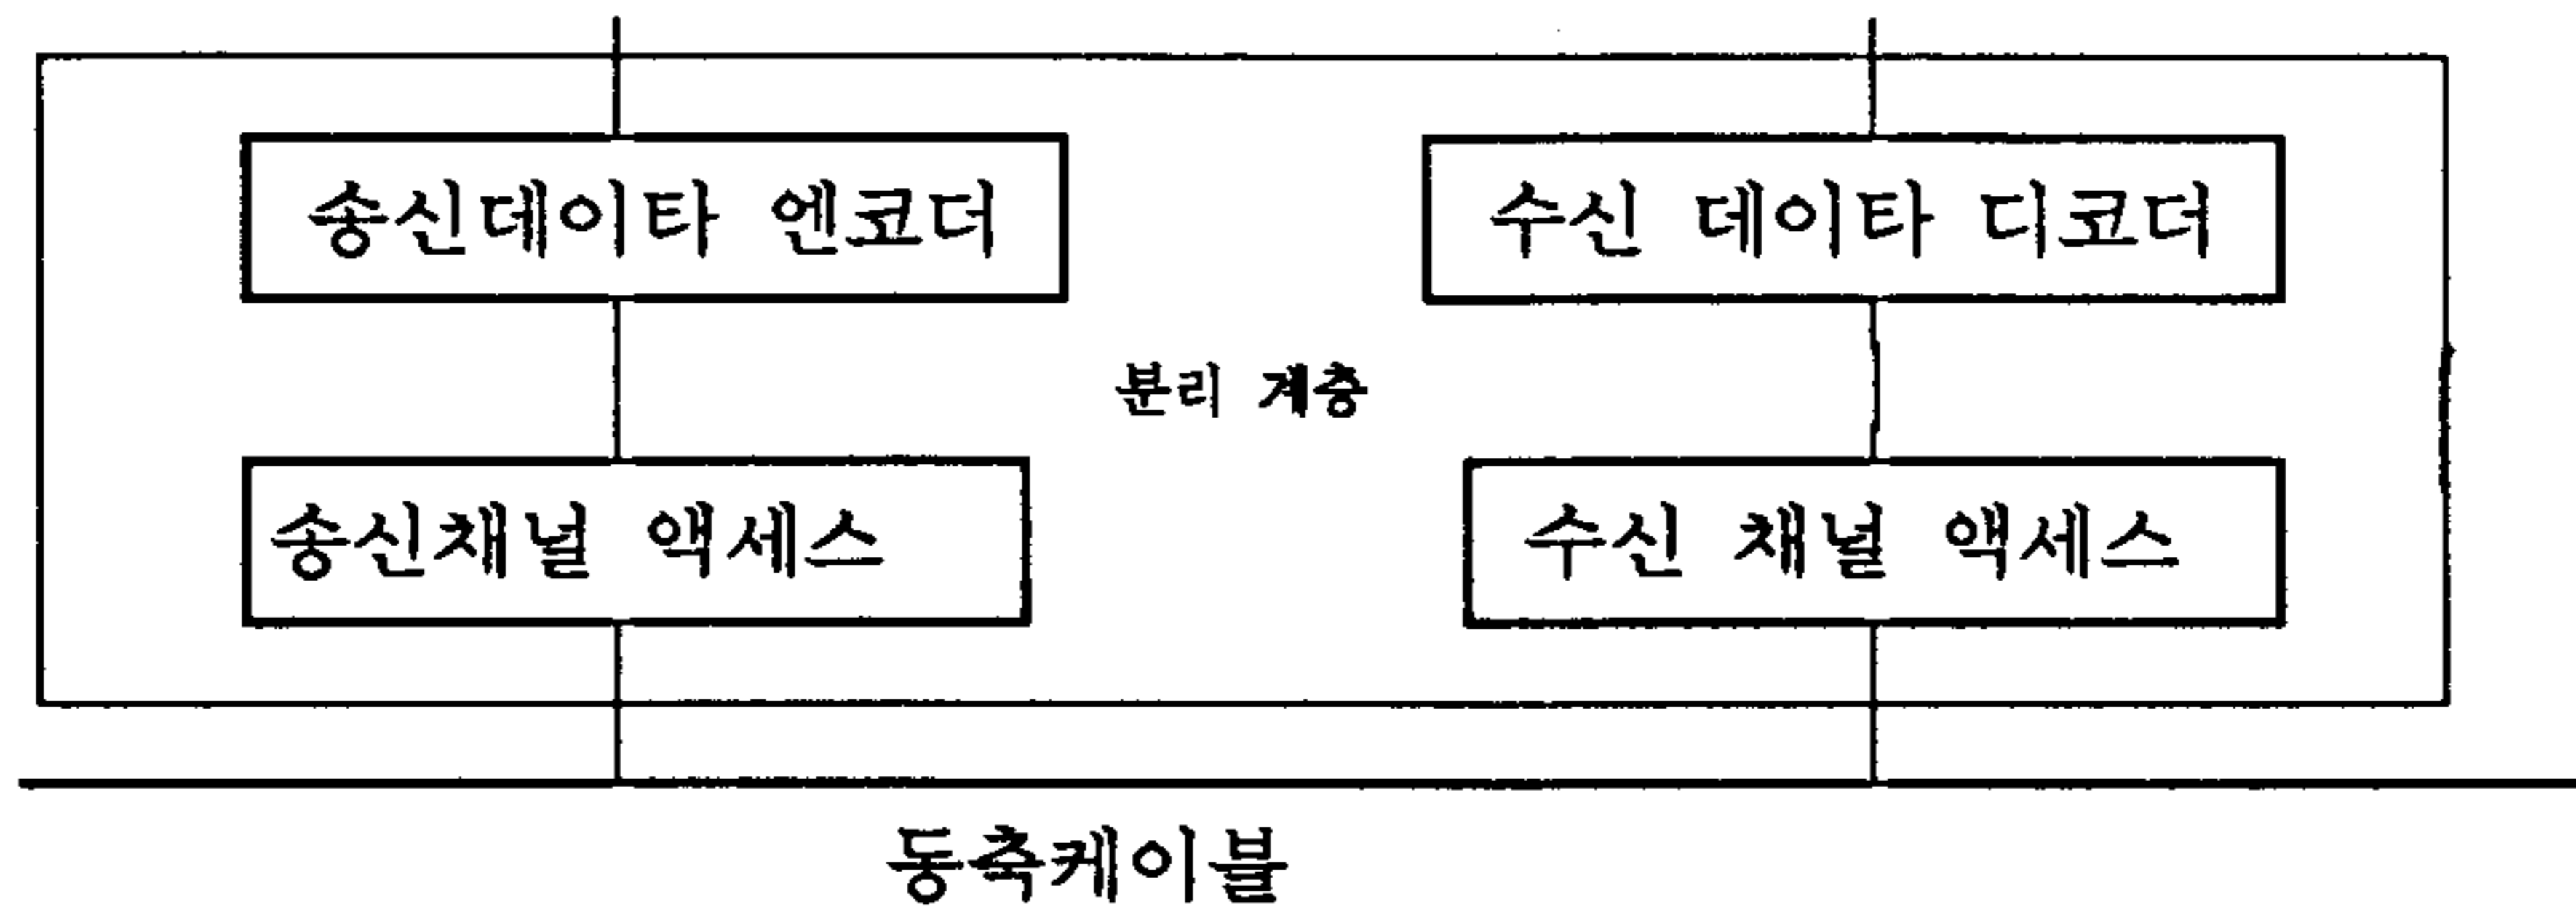 송신데이타 엔코더
수신 데이타 디코더
분리 계층
송신채널 액세스
수신 채널 액세스
동축케이블